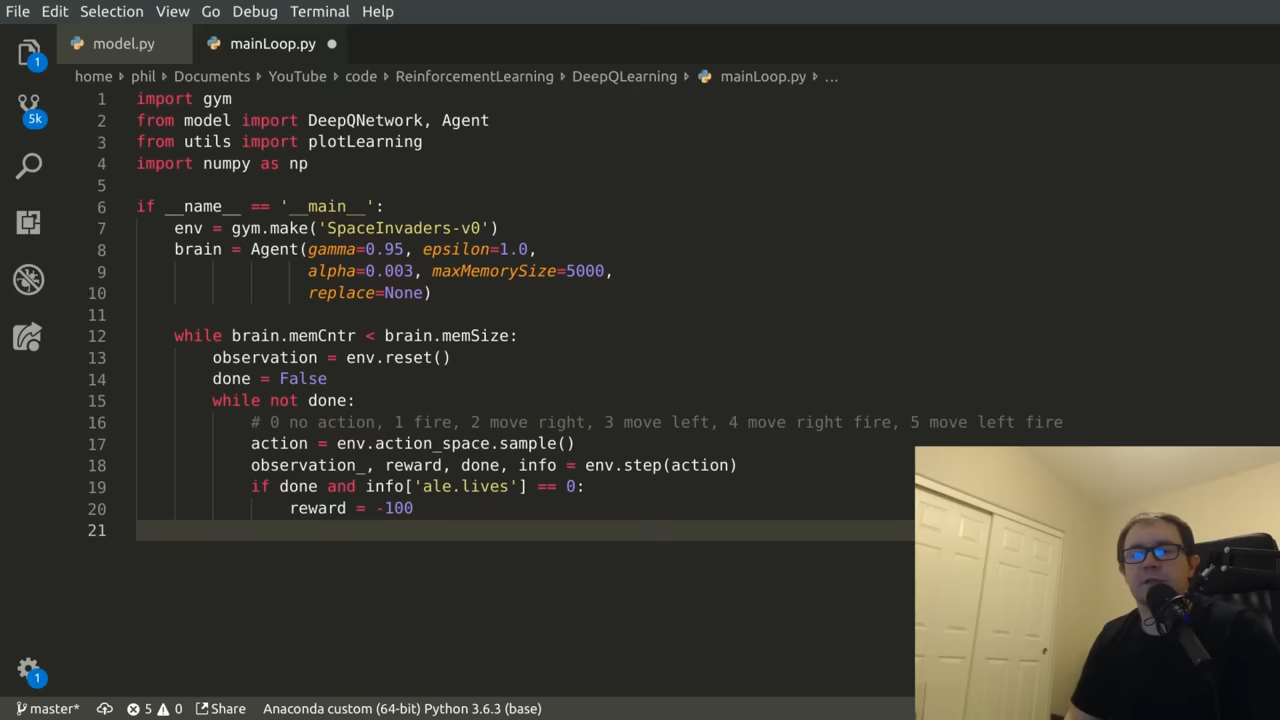 File Edit Selection View Go Debug Terminal Help
model.py mainLoop.py
home › phil › Documents › YouTube › code › ReinforcementLearning › DeepQLearning › mainLoop.py › ...
1 import gym
2 from model import DeepQNetwork, Agent
3 from utils import plotLearning
4 import numpy as np
5
6 if __name__ == '__main__':
7 env = gym.make('SpaceInvaders-v0')
8 brain = Agent(gamma=0.95, epsilon=1.0,
9 alpha=0.003, maxMemorySize=5000,
10 replace=None)
11
12 while brain.memCntr < brain.memSize:
13 observation = env.reset()
14 done = False
15 while not done:
16 # 0 no action, 1 fire, 2 move right, 3 move left, 4 move right fire, 5 move left fire
17 action = env.action_space.sample()
18 observation_, reward, done, info = env.step(action)
19 if done and info['ale.lives'] == 0:
20 reward = -100
21
1
5k
1
master* 5 0 Share Anaconda custom (64-bit) Python 3.6.3 (base)